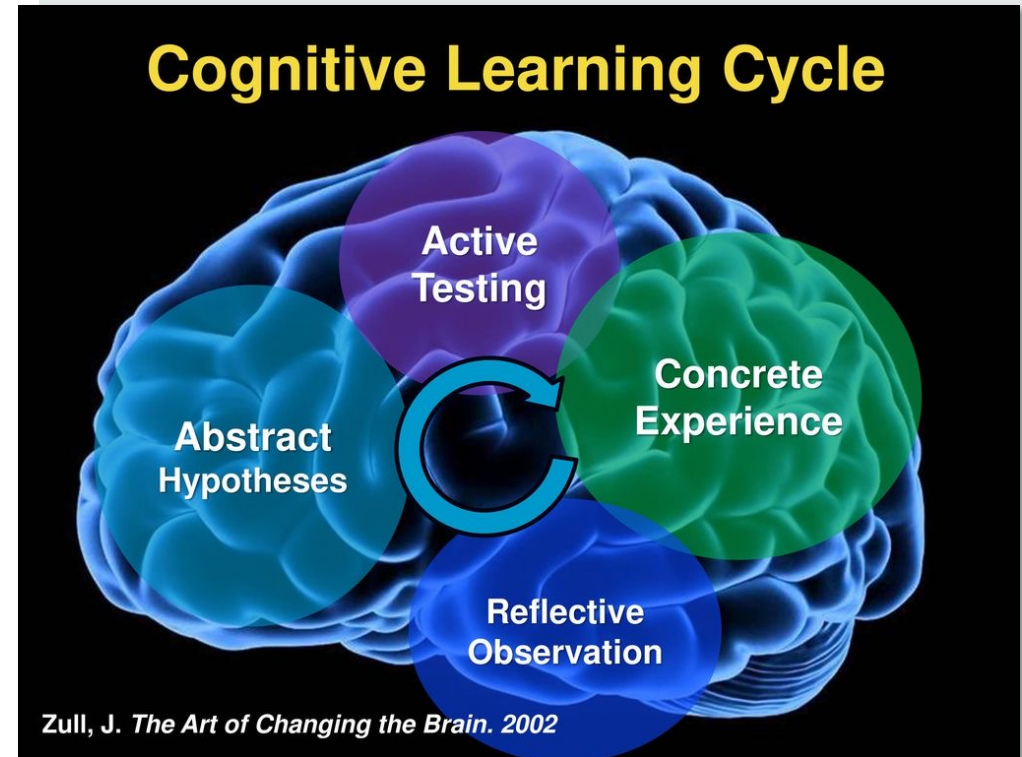 Cognitive Learning Cycle
Active
Testing
Concrete
Experience
Abstract
Hypotheses
Reflective
Observation
Zull, J. The Art of Changing the Brain. 2002